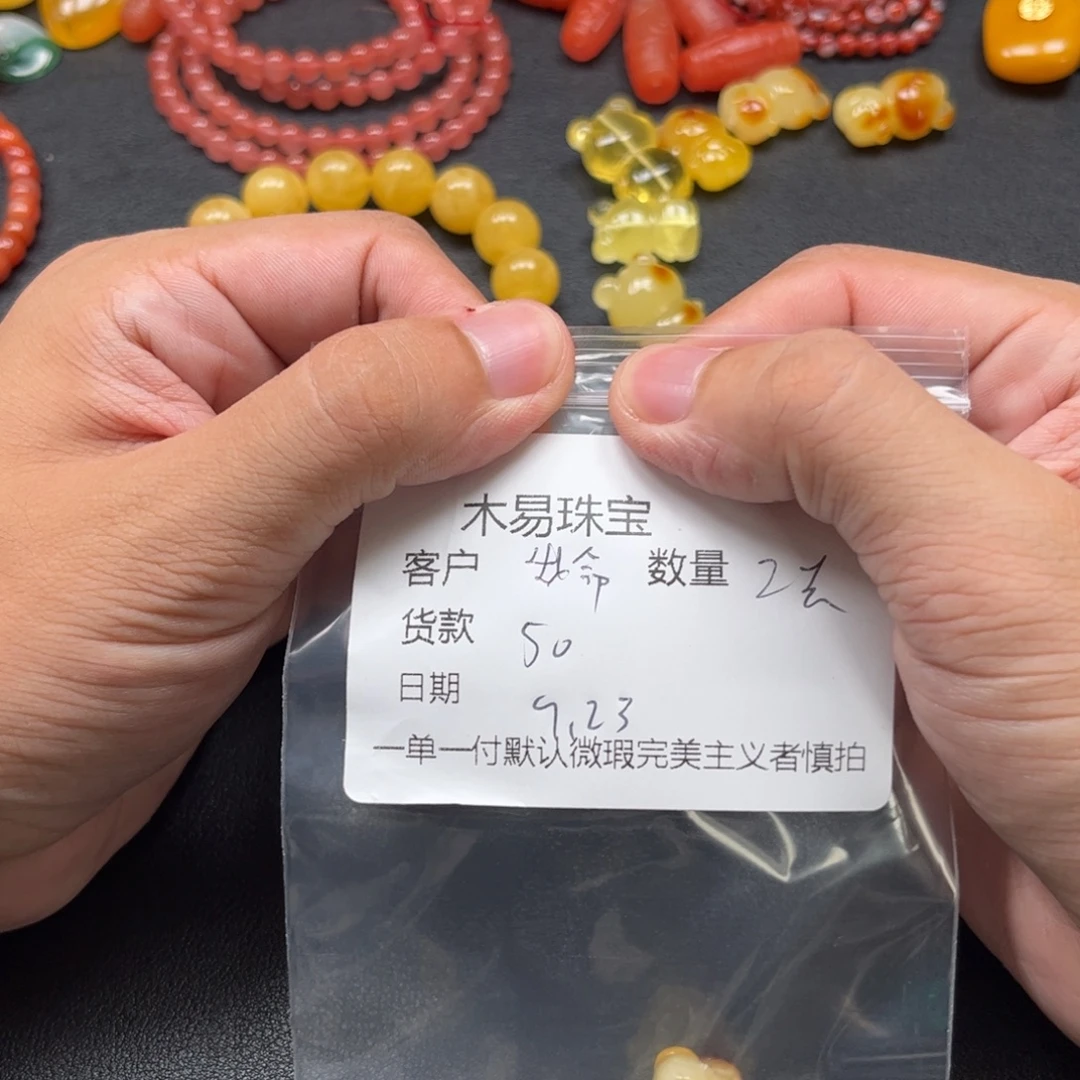 木易珠宝
客户 数量 2
货款 50
日期 9.23
一单一付默认微瑕完美主义者慎拍